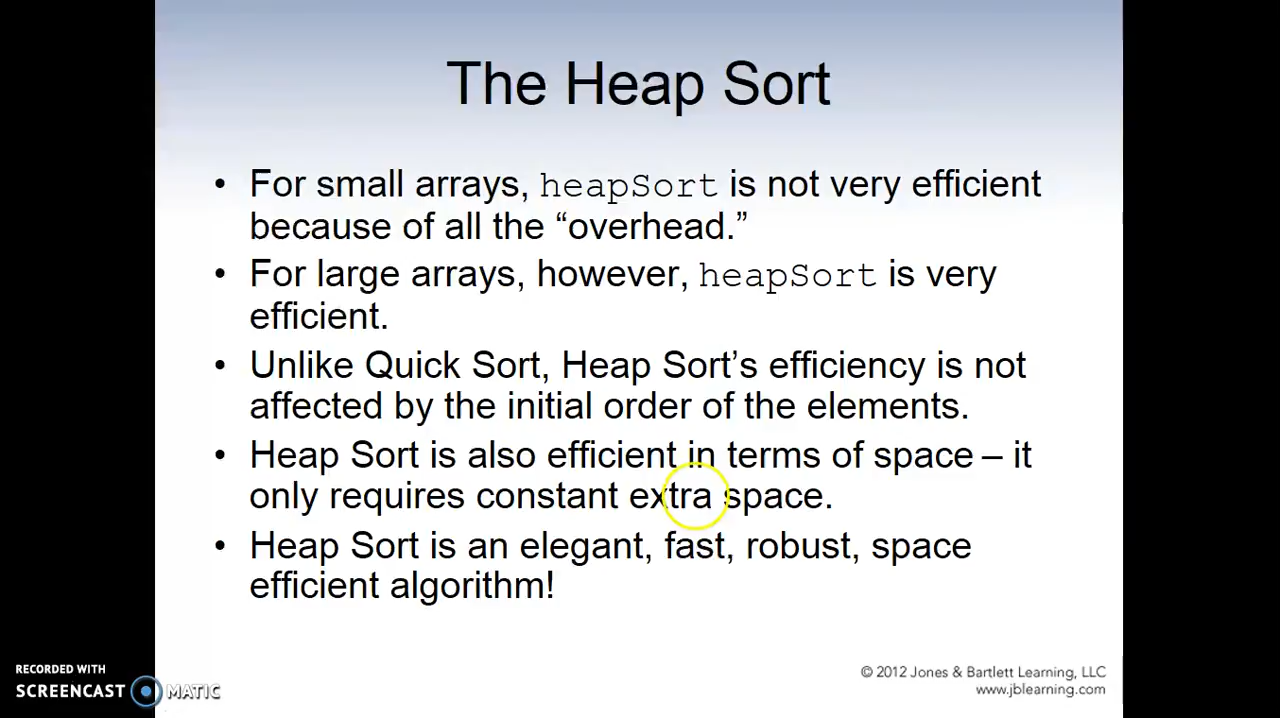 The Heap Sort
• For small arrays, heapSort is not very efficient
because of all the “overhead.”
• For large arrays, however, heapSort is very
efficient.
• Unlike Quick Sort, Heap Sort’s efficiency is not
affected by the initial order of the elements.
• Heap Sort is also efficient in terms of space – it
only requires constant extra space.
• Heap Sort is an elegant, fast, robust, space
efficient algorithm!
RECORDED WITH
SCREENCAST MATIC
© 2012 Jones & Bartlett Learning, LLC
www.jblearning.com